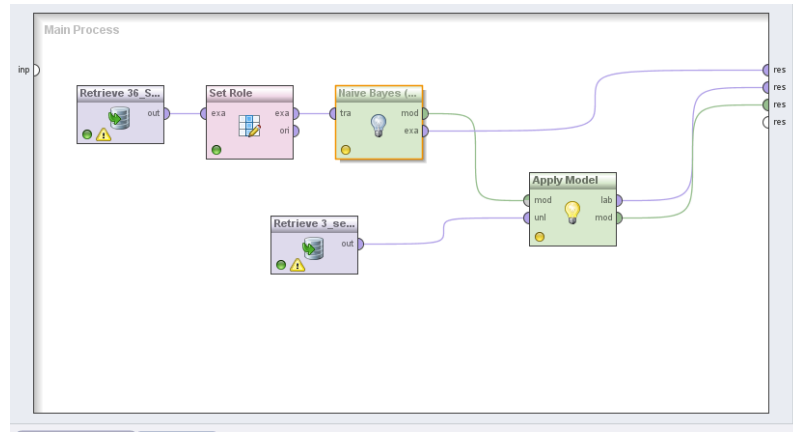 Main Process
inp
res
res
res
res
Retrieve 36_S...
out
Set Role
exa
exa
ori
Naive Bayes (...
tra
mod
exa
Apply Model
mod
lab
unl
mod
Retrieve 3_se...
out